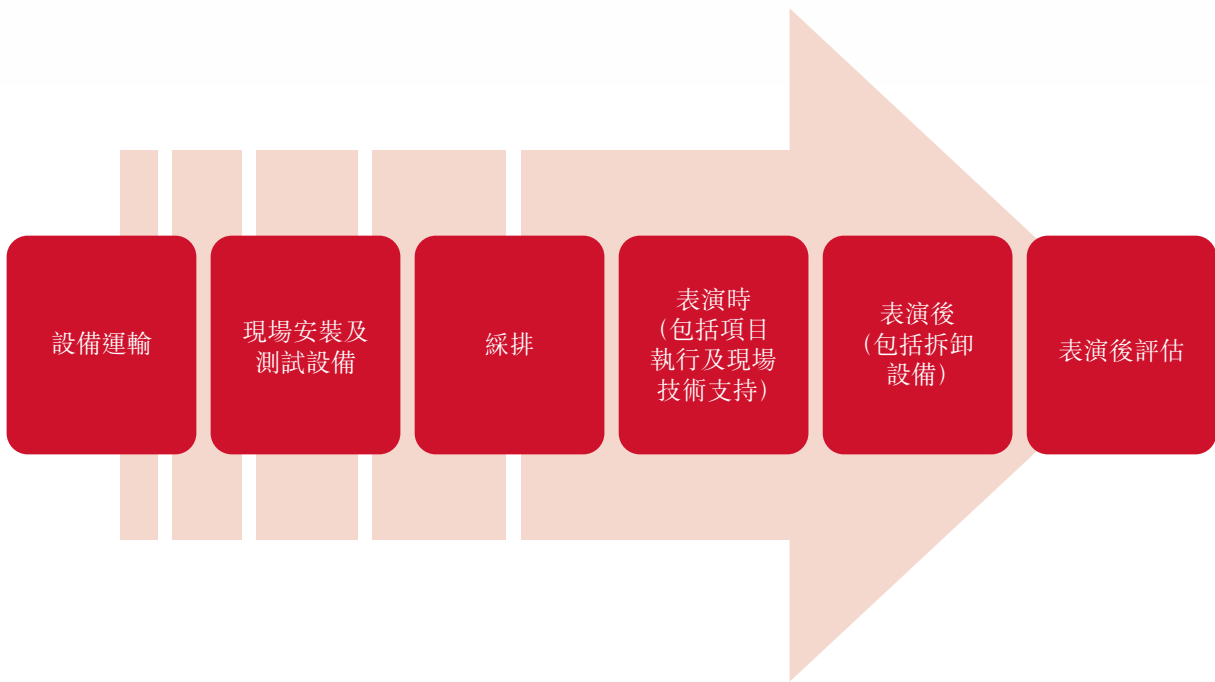 設備運輸
現場安裝及
測試設備
綵排
表演時
(包括項目
執行及現場
技術支持)
表演後
(包括拆卸
設備)
表演後評估